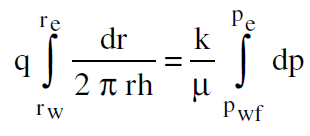 q ∫_{r_w}^{r_e} dr / (2 π rh) = k / μ ∫_{p_wf}^{p_e} dp